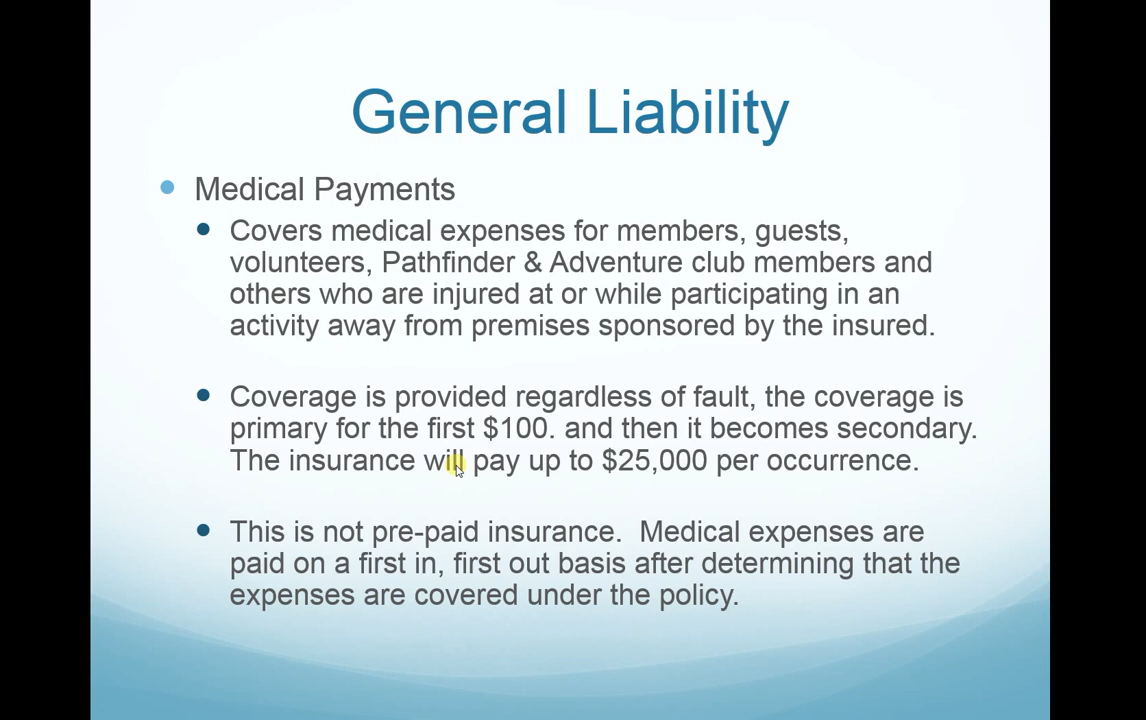 General Liability
Medical Payments
Covers medical expenses for members, guests,
volunteers, Pathfinder & Adventure club members and
others who are injured at or while participating in an
activity away from premises sponsored by the insured.
Coverage is provided regardless of fault, the coverage is
primary for the first $100. and then it becomes secondary.
The insurance will pay up to $25,000 per occurrence.
This is not pre-paid insurance.  Medical expenses are
paid on a first in, first out basis after determining that the
expenses are covered under the policy.